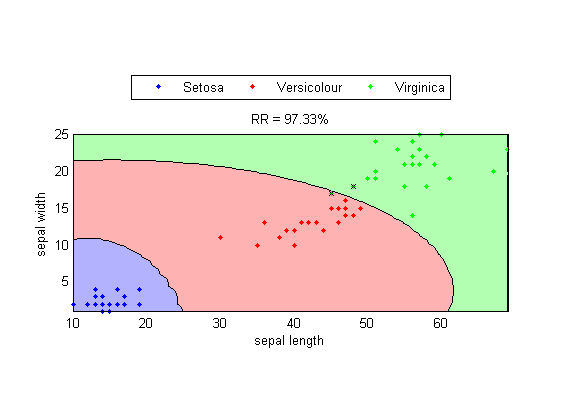 Setosa Versicolour Virginica
RR = 97.33%
25
20
15
10
5
sepal width
10 20 30 40 50 60
sepal length